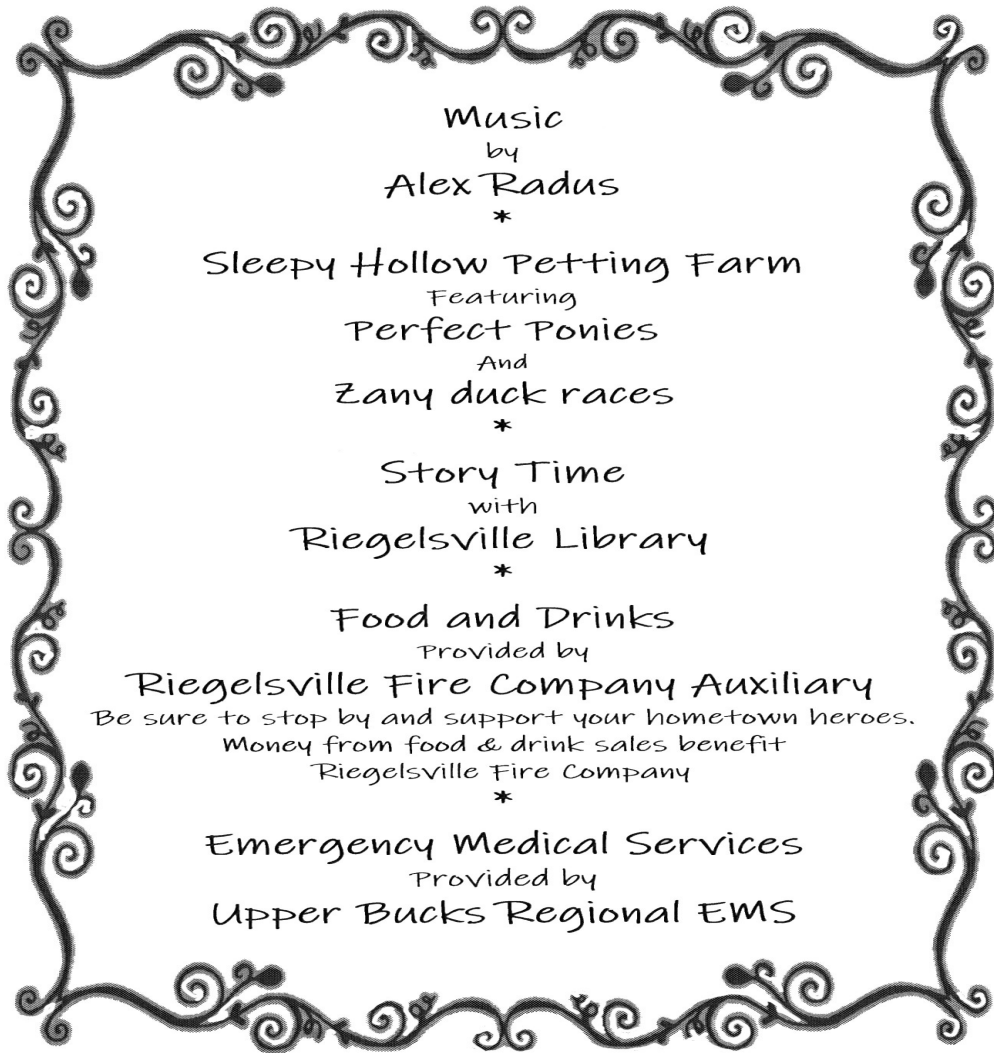 Music
by
Alex Radus
*
Sleepy Hollow Petting Farm
Featuring
Perfect Ponies
And
Zany duck races
*
Story Time
with
Riegelsville Library
*
Food and Drinks
Provided by
Riegelsville Fire Company Auxiliary
Be sure to stop by and support your hometown heroes.
Money from food & drink sales benefit
Riegelsville Fire Company
*
Emergency Medical Services
Provided by
Upper Bucks Regional EMS